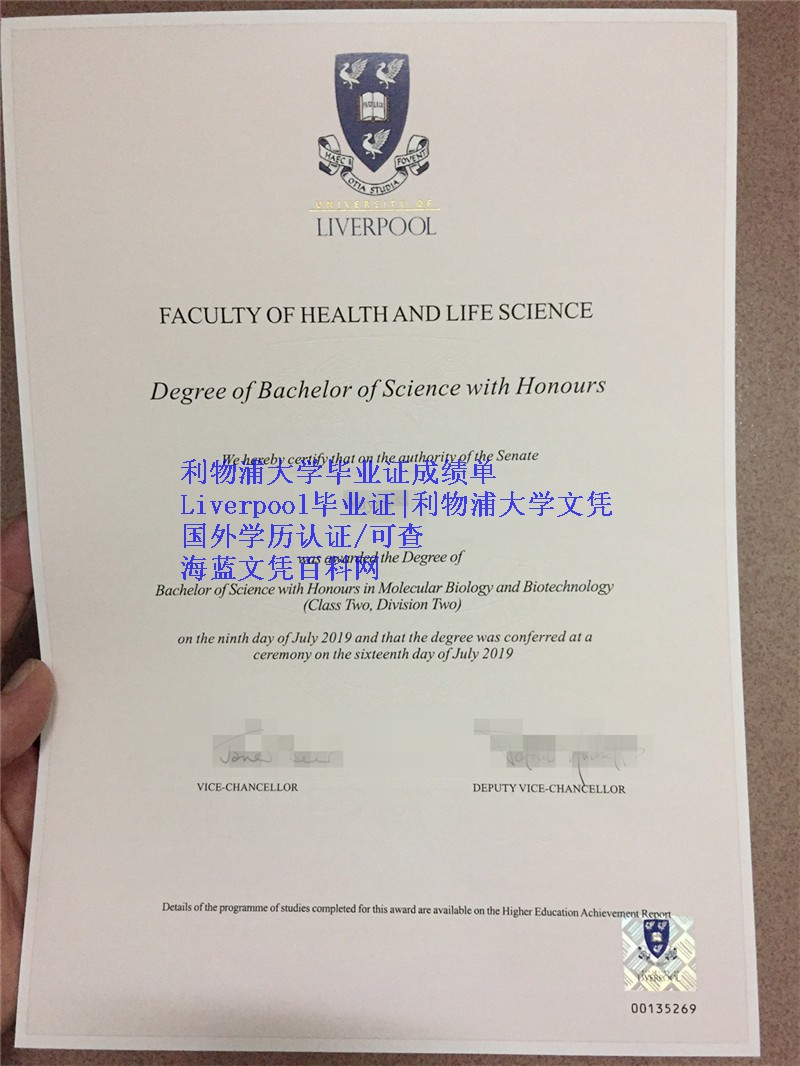 HAEC
OTIA STUDIA
FOVENT
UNIVERSITY OF
LIVERPOOL
FACULTY OF HEALTH AND LIFE SCIENCE
Degree of Bachelor of Science with Honours
We hereby certify that on the authority of the Senate
利物浦大学毕业证成绩单
Liverpool毕业证|利物浦大学文凭
国外学历认证/可查
was awarded the Degree of
海蓝文凭百科网
Bachelor of Science with Honours in Molecular Biology and Biotechnology
(Class Two, Division Two)
on the ninth day of July 2019 and that the degree was conferred at a
ceremony on the sixteenth day of July 2019
VICE-CHANCELLOR
DEPUTY VICE-CHANCELLOR
Details of the programme of studies completed for this award are available on the Higher Education Achievement Report
LIVERPOOL
00135269